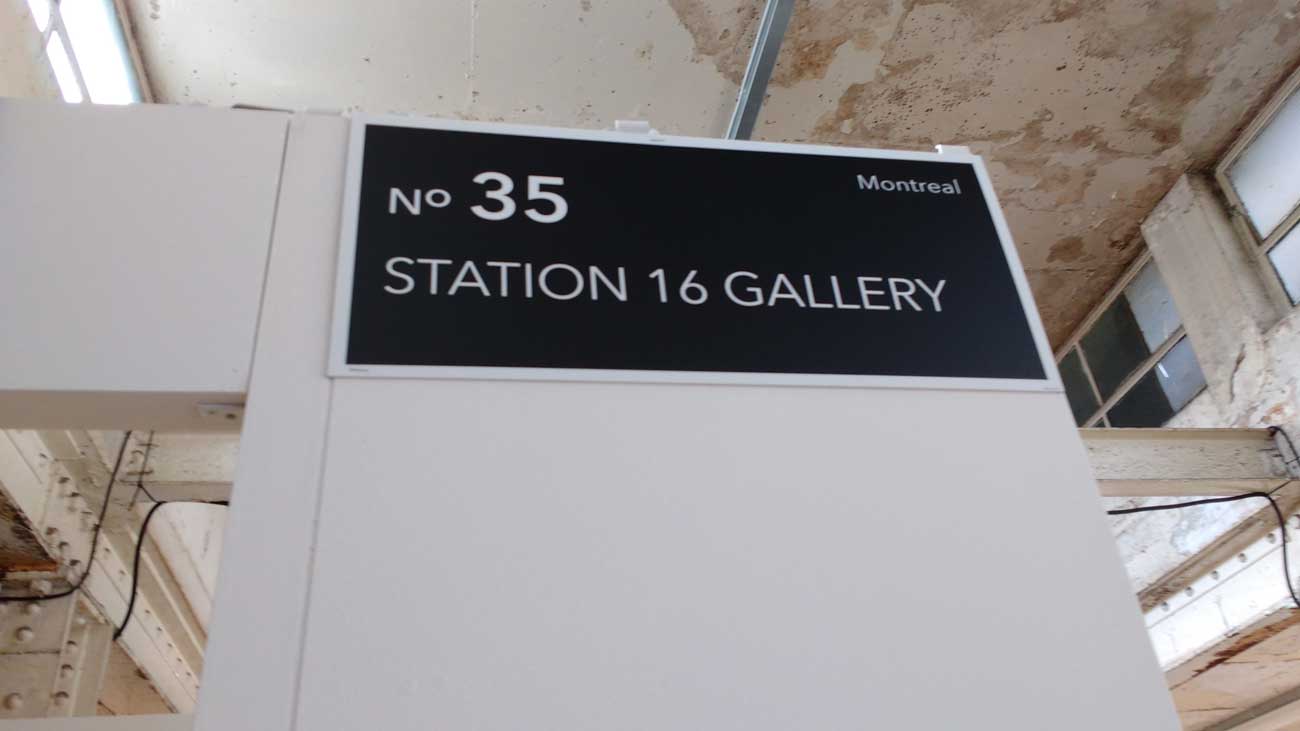 Nº 35
Montreal
STATION 16 GALLERY